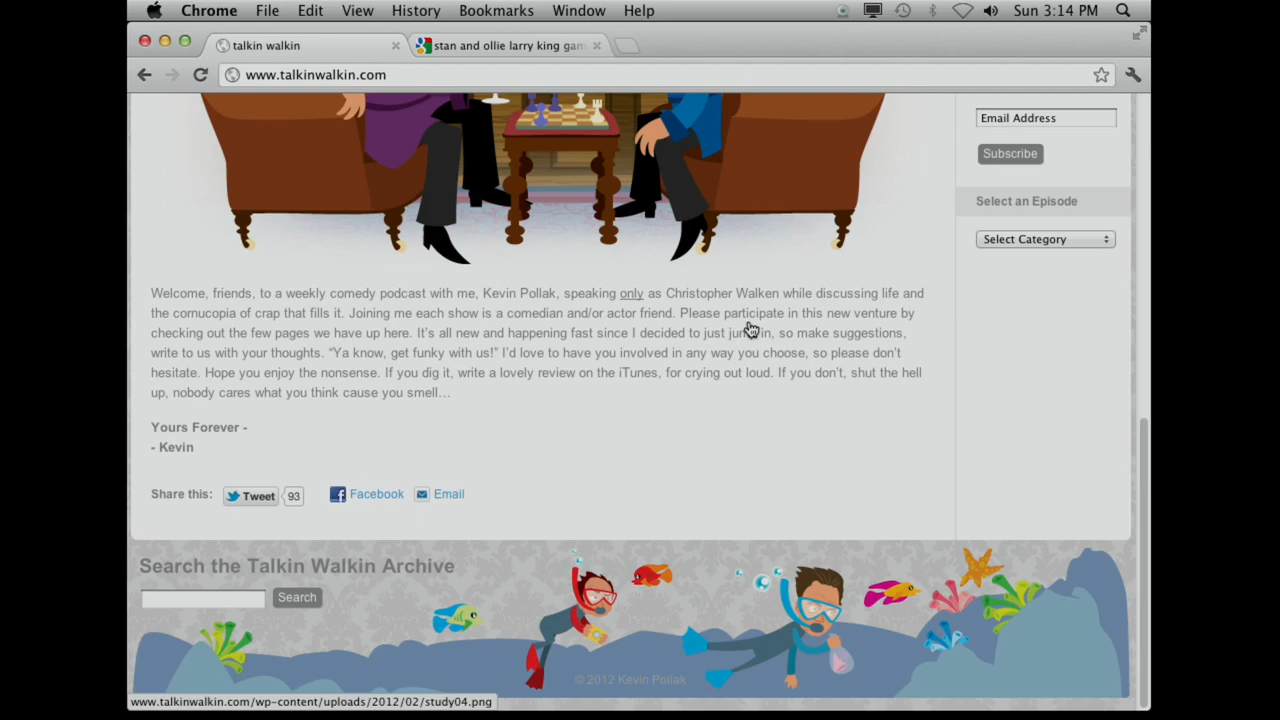 Chrome File Edit View History Bookmarks Window Help Sun 3:14 PM
talkin walkin
stan and ollie larry king gam
www.talkinwalkin.com
Email Address
Subscribe
Select an Episode
Select Category
Welcome, friends, to a weekly comedy podcast with me, Kevin Pollak, speaking only as Christopher Walken while discussing life and
the cornucopia of crap that fills it. Joining me each show is a comedian and/or actor friend. Please participate in this new venture by
checking out the few pages we have up here. It's all new and happening fast since I decided to just in, so make suggestions,
write to us with your thoughts. “Ya know, get funky with us!” I'd love to have you involved in any way you choose, so please don't
hesitate. Hope you enjoy the nonsense. If you dig it, write a lovely review on the iTunes, for crying out loud. If you don't, shut the hell
up, nobody cares what you think cause you smell…
Yours Forever -
- Kevin
Share this: Tweet 93 Facebook Email
Search the Talkin Walkin Archive
Search
© 2012 Kevin Pollak
www.talkinwalkin.com/wp-content/uploads/2012/02/study04.png